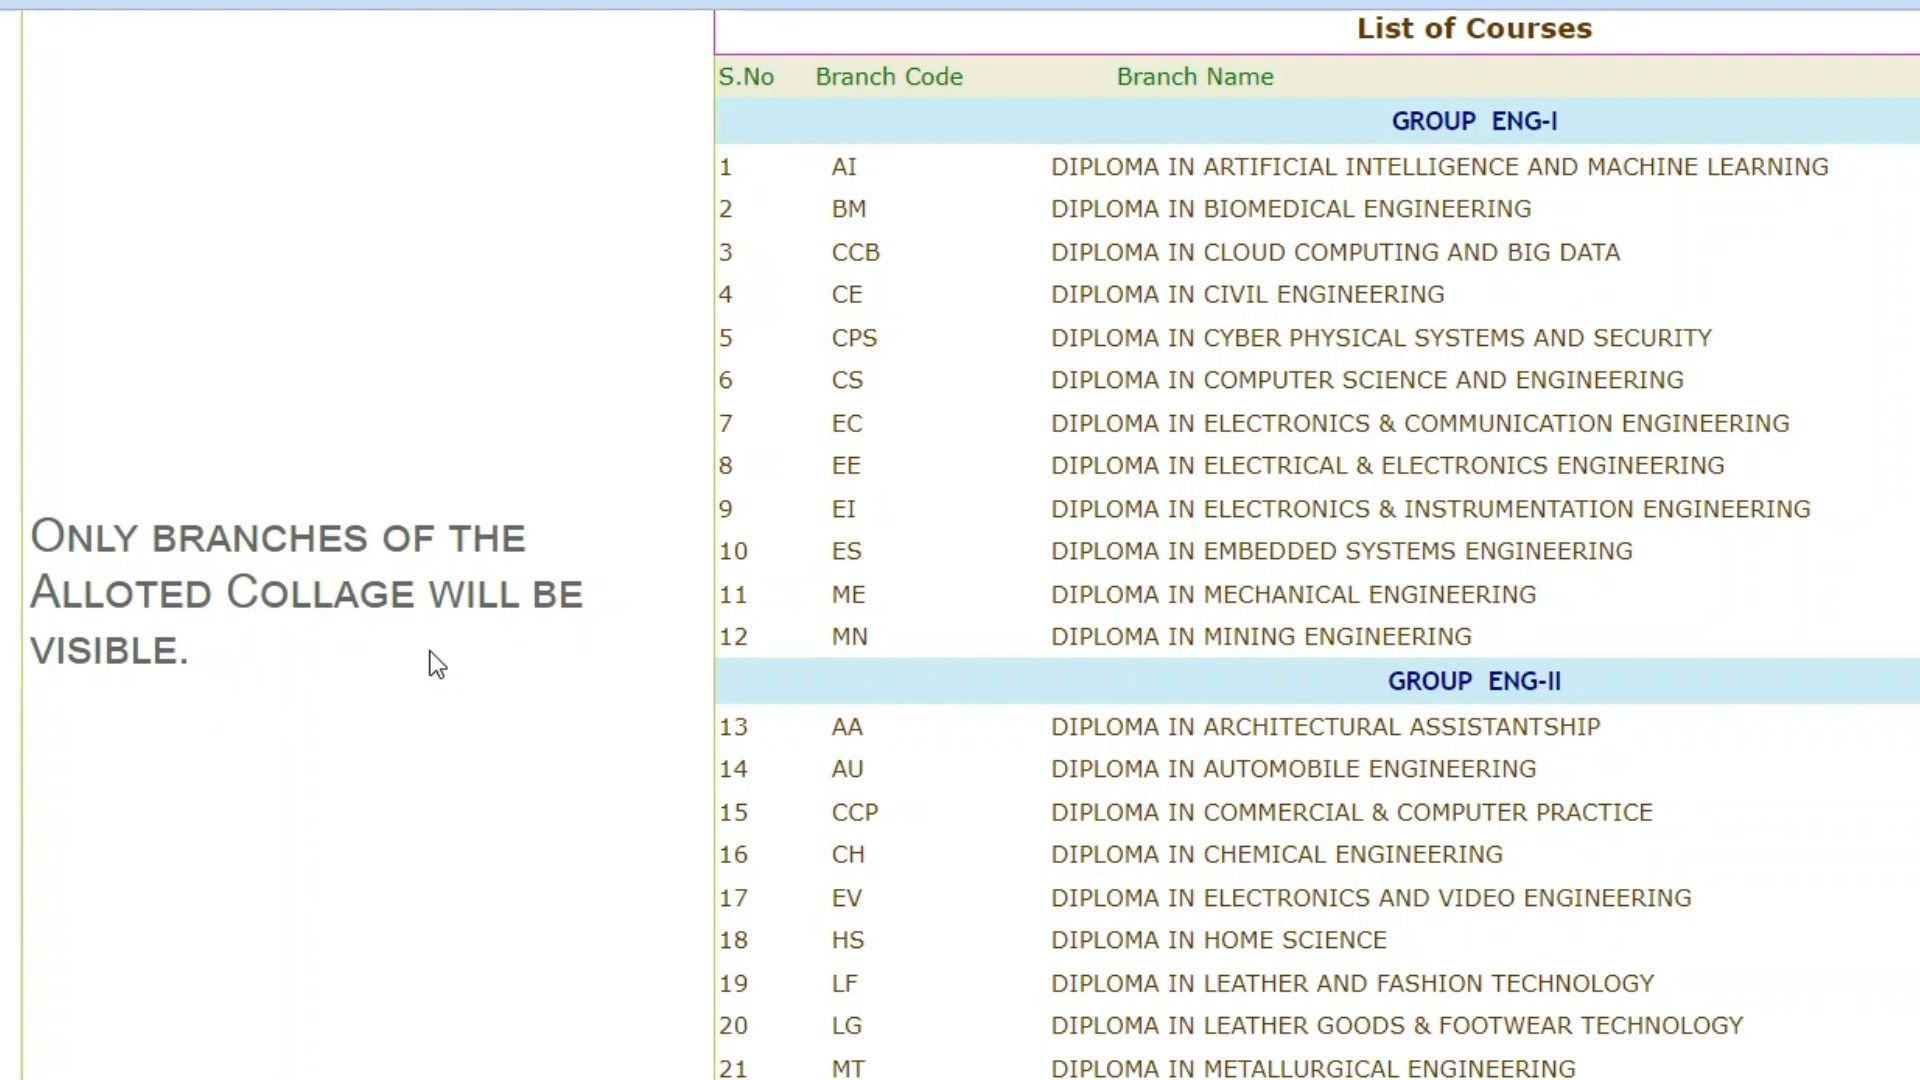 List of Courses
S.No Branch Code Branch Name
GROUP ENG-I
1 AI DIPLOMA IN ARTIFICIAL INTELLIGENCE AND MACHINE LEARNING
2 BM DIPLOMA IN BIOMEDICAL ENGINEERING
3 CCB DIPLOMA IN CLOUD COMPUTING AND BIG DATA
4 CE DIPLOMA IN CIVIL ENGINEERING
5 CPS DIPLOMA IN CYBER PHYSICAL SYSTEMS AND SECURITY
6 CS DIPLOMA IN COMPUTER SCIENCE AND ENGINEERING
7 EC DIPLOMA IN ELECTRONICS & COMMUNICATION ENGINEERING
8 EE DIPLOMA IN ELECTRICAL & ELECTRONICS ENGINEERING
9 EI DIPLOMA IN ELECTRONICS & INSTRUMENTATION ENGINEERING
10 ES DIPLOMA IN EMBEDDED SYSTEMS ENGINEERING
11 ME DIPLOMA IN MECHANICAL ENGINEERING
12 MN DIPLOMA IN MINING ENGINEERING
GROUP ENG-II
13 AA DIPLOMA IN ARCHITECTURAL ASSISTANTSHIP
14 AU DIPLOMA IN AUTOMOBILE ENGINEERING
15 CCP DIPLOMA IN COMMERCIAL & COMPUTER PRACTICE
16 CH DIPLOMA IN CHEMICAL ENGINEERING
17 EV DIPLOMA IN ELECTRONICS AND VIDEO ENGINEERING
18 HS DIPLOMA IN HOME SCIENCE
19 LF DIPLOMA IN LEATHER AND FASHION TECHNOLOGY
20 LG DIPLOMA IN LEATHER GOODS & FOOTWEAR TECHNOLOGY
21 MT DIPLOMA IN METALLURGICAL ENGINEERING
ONLY BRANCHES OF THE
ALLOTED COLLAGE WILL BE
VISIBLE.